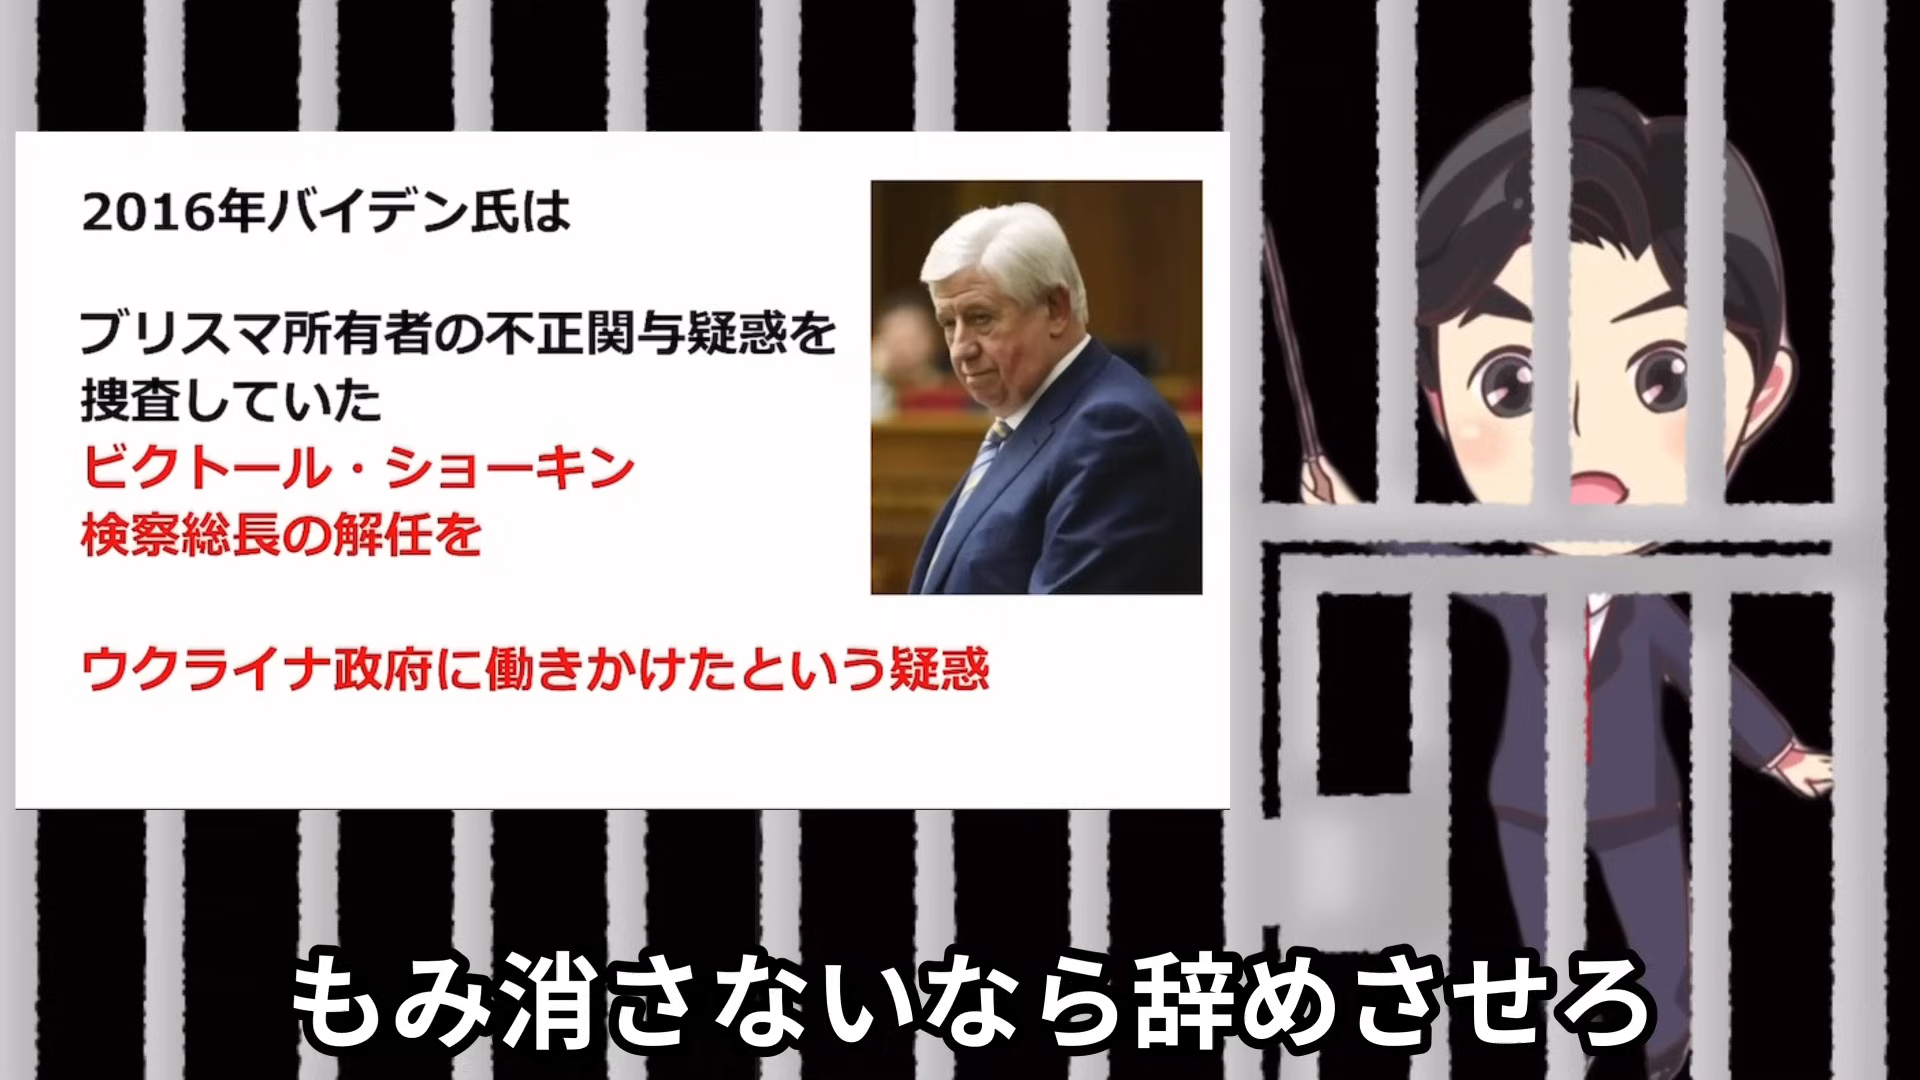 2016年バイデン氏は
ブリスマ所有者の不正関与疑惑を
捜査していた
ビクトール・ショーキン
検察総長の解任を
ウクライナ政府に働きかけたという疑惑
もみ消さないなら辞めさせろ